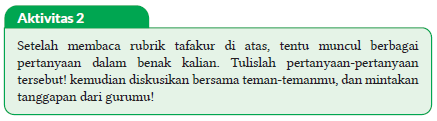 Aktivitas 2
Setelah membaca rubrik tafakur di atas, tentu muncul berbagai
pertanyaan dalam benak kalian. Tulislah pertanyaan-pertanyaan
tersebut! kemudian diskusikan bersama teman-temanmu, dan mintakan
tanggapan dari gurumu!